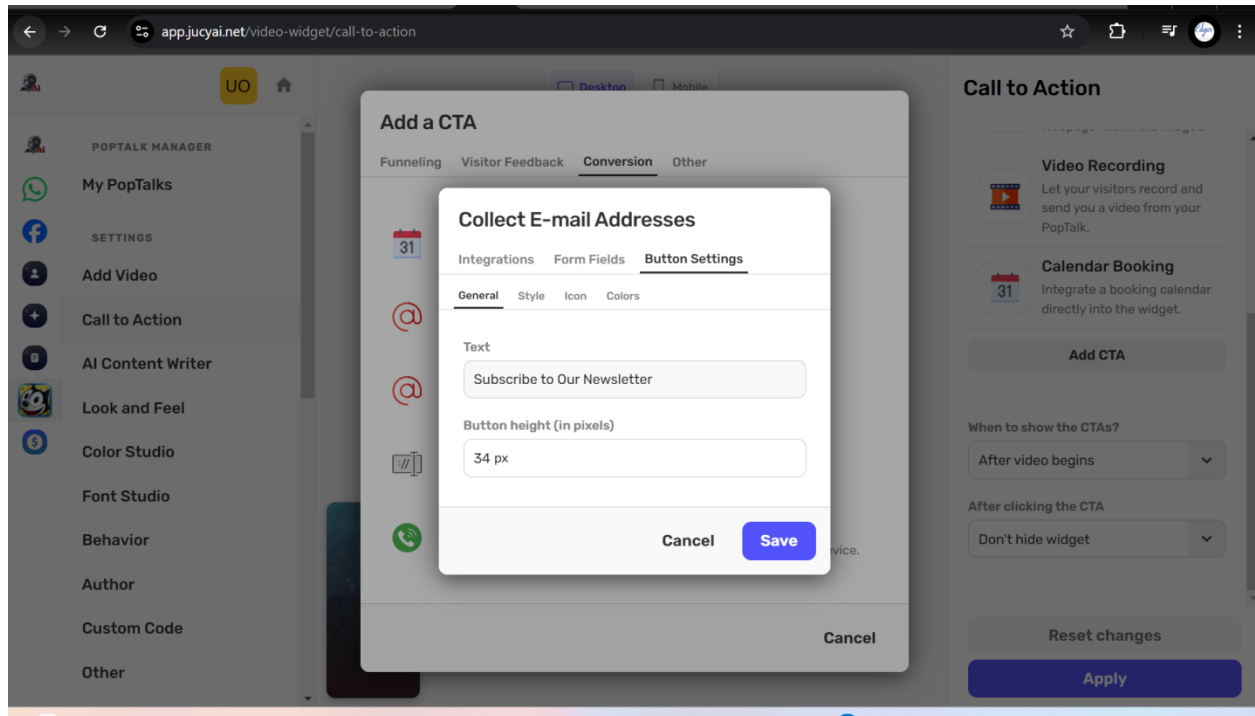 app.jucyai.net/video-widget/call-to-action
UO
Desktop
Mobile
Call to Action
POPTALK MANAGER
My PopTalks
SETTINGS
Add Video
Call to Action
AI Content Writer
Look and Feel
Color Studio
Font Studio
Behavior
Author
Custom Code
Other
Add a CTA
Funneling
Visitor Feedback
Conversion
Other
31
Collect E-mail Addresses
Integrations
Form Fields
Button Settings
General
Style
Icon
Colors
Text
Subscribe to Our Newsletter
Button height (in pixels)
34 px
Cancel
Save
Cancel
Video Recording
Let your visitors record and
send you a video from your
PopTalk.
31
Calendar Booking
Integrate a booking calendar
directly into the widget.
Add CTA
When to show the CTAs?
After video begins
After clicking the CTA
Don't hide widget
Reset changes
Apply